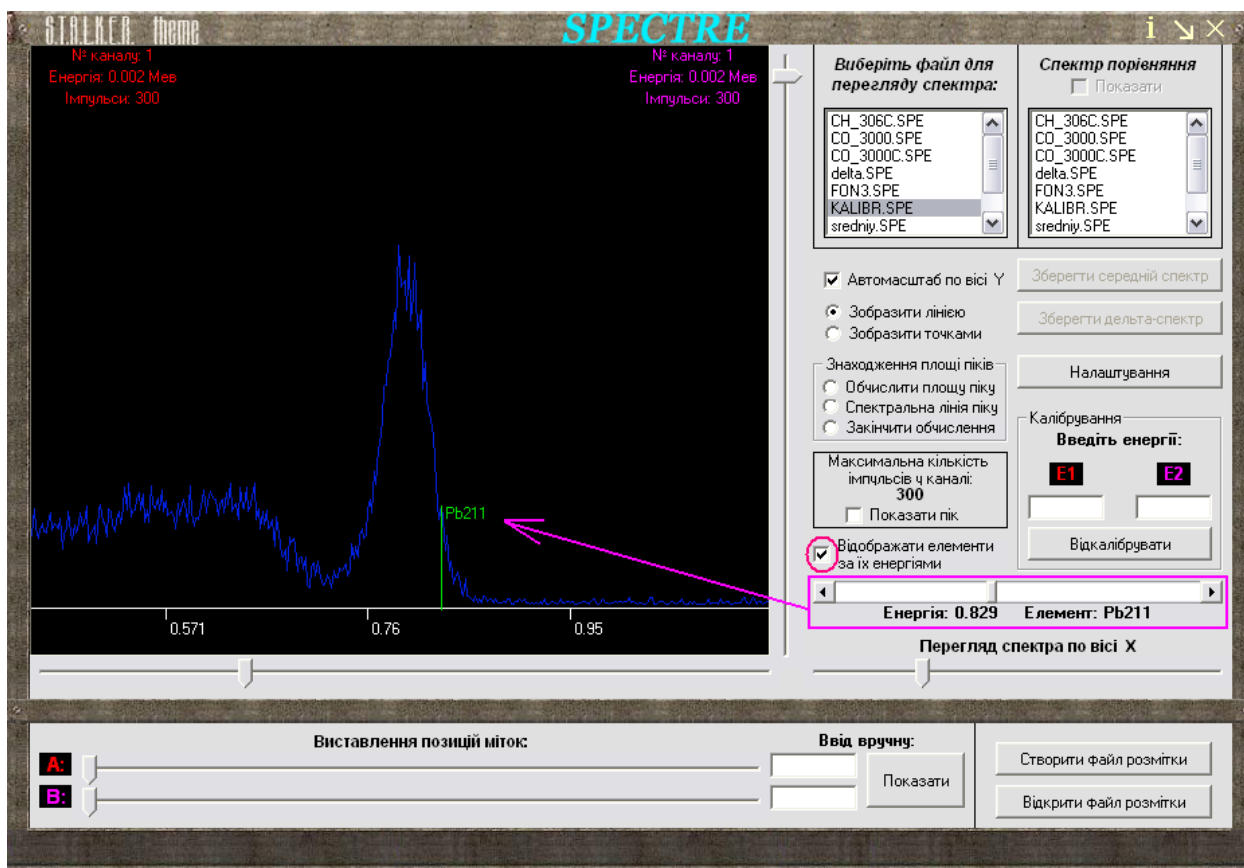 S.T.A.L.K.E.R. theme
SPECTRE
i
№ каналу: 1
Енергія: 0.002 Мев
Імпульси: 300
№ каналу: 1
Енергія: 0.002 Мев
Імпульси: 300
Pb211
0.571
0.76
0.95
Виберіть файл для
перегляду спектра:
CH_306C.SPE
CO_3000.SPE
CO_3000C.SPE
delta.SPE
FON3.SPE
KALIBR.SPE
sredniy.SPE
Спектр порівняння
Показати
CH_306C.SPE
CO_3000.SPE
CO_3000C.SPE
delta.SPE
FON3.SPE
KALIBR.SPE
sredniy.SPE
Автомасштаб по вісі Y
Зобразити лінією
Зобразити точками
Знаходження площі піків
Обчислити площу піку
Спектральна лінія піку
Закінчити обчислення
Максимальна кількість
імпульсів у каналі:
300
Показати пік
Відображати елементи
за їх енергіями
Зберегти середній спектр
Зберегти дельта-спектр
Налаштування
Калібрування
Введіть енергії:
E1 E2
Відкалібрувати
Енергія: 0.829 Елемент: Pb211
Перегляд спектра по вісі X
Виставлення позицій міток:
A:
B:
Ввід вручну:
Показати
Створити файл розмітки
Відкрити файл розмітки